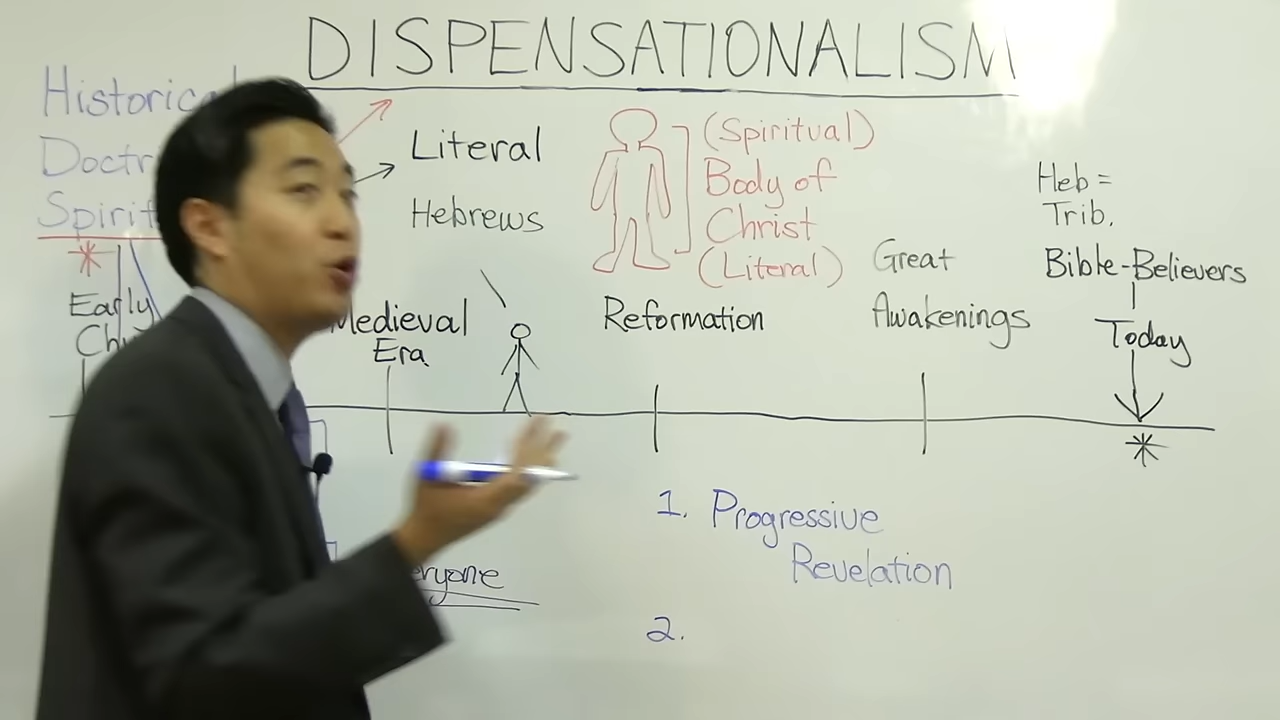 DISPENSATIONALISM
Literal
Hebrews
(Spiritual)
Body of
Christ
(Literal)
Heb =
Trib.
Bible-Believers
Today
Great
Awakenings
Early
Medieval
Era
Reformation
1. Progressive
Revelation
2.